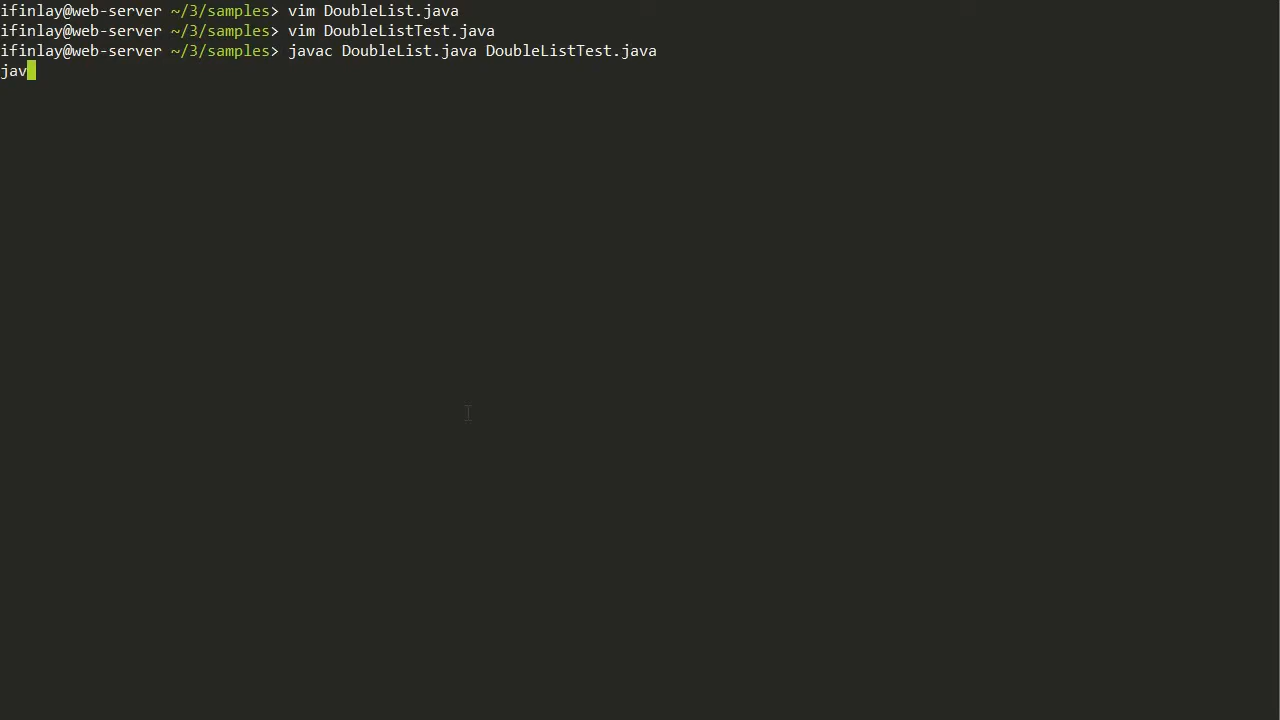 ifinlay@web-server ~/3/samples> vim DoubleList.java
ifinlay@web-server ~/3/samples> vim DoubleListTest.java
ifinlay@web-server ~/3/samples> javac DoubleList.java DoubleListTest.java
jav